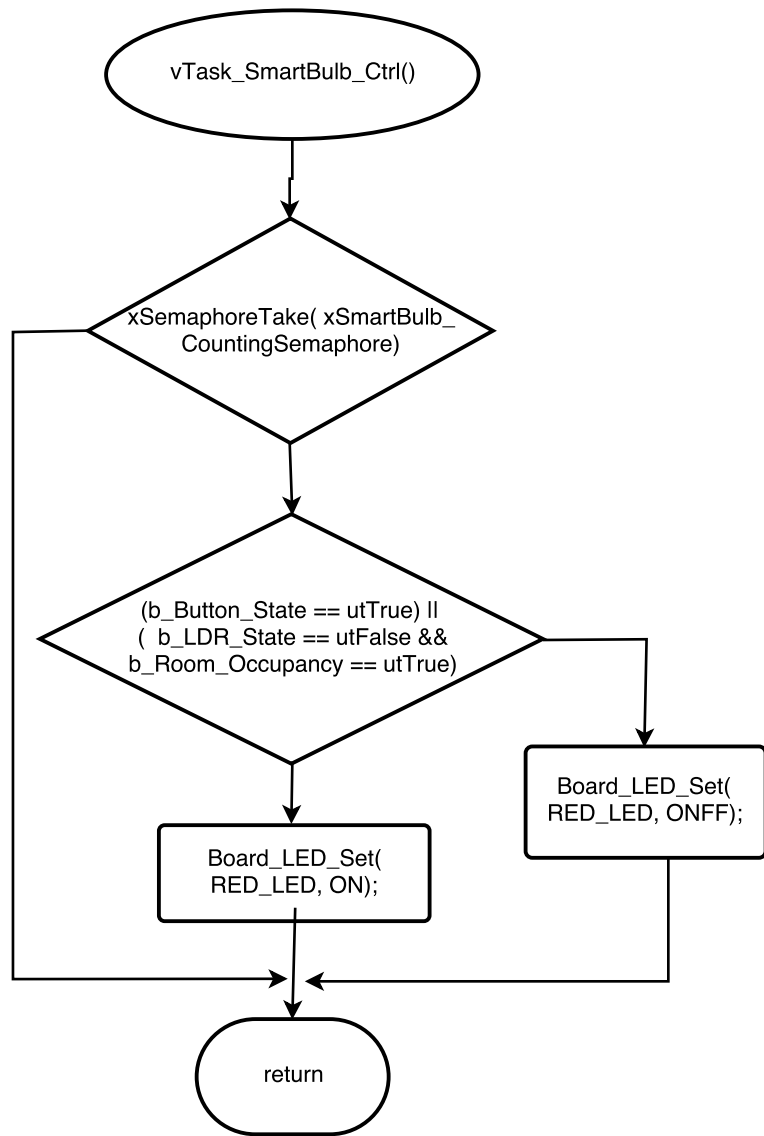 vTask_SmartBulb_Ctrl()
xSemaphoreTake( xSmartBulb_
CountingSemaphore)
(b_Button_State == utTrue) ||
( b_LDR_State == utFalse &&
b_Room_Occupancy == utTrue)
Board_LED_Set(
RED_LED, ONFF);
Board_LED_Set(
RED_LED, ON);
return